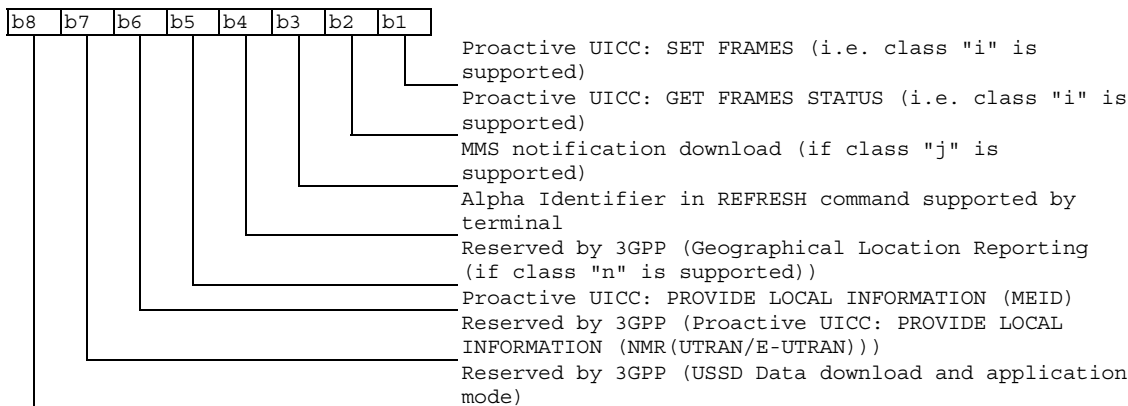 b8 b7 b6 b5 b4 b3 b2 b1
Proactive UICC: SET FRAMES (i.e. class "i" is
supported)
Proactive UICC: GET FRAMES STATUS (i.e. class "i" is
supported)
MMS notification download (if class "j" is
supported)
Alpha Identifier in REFRESH command supported by
terminal
Reserved by 3GPP (Geographical Location Reporting
(if class "n" is supported))
Proactive UICC: PROVIDE LOCAL INFORMATION (MEID)
Reserved by 3GPP (Proactive UICC: PROVIDE LOCAL
INFORMATION (NMR(UTRAN/E-UTRAN)))
Reserved by 3GPP (USSD Data download and application
mode)